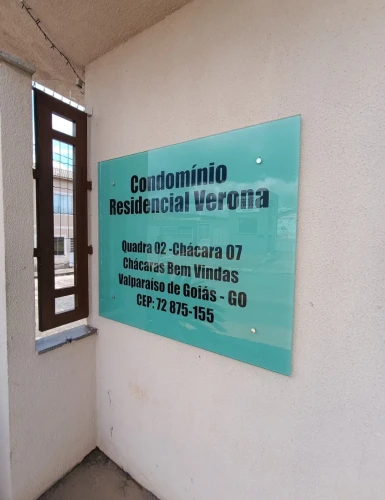 Condomínio
Residencial Verona
Quadra 02 -Chácara 07
Chácaras Bem Vindas
Valparaíso de Goiás - GO
CEP: 72 875-155